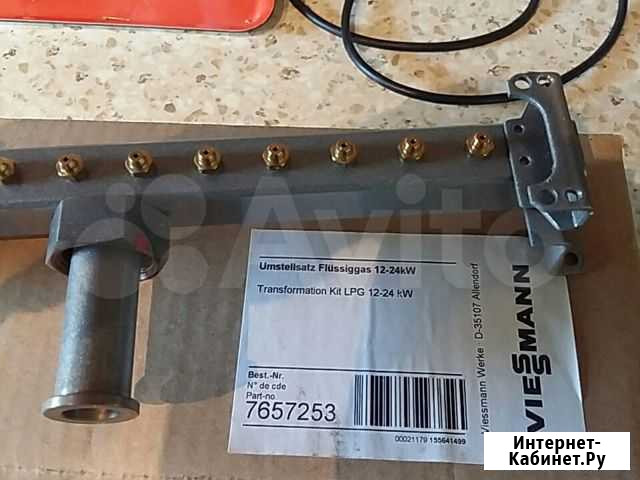 Avito
Umstellsatz Flüssiggas 12-24kW
Transformation Kit LPG 12-24 kW
Best.-Nr.
N° de cde
Part-no
7657253
00021179 155641499
Viessmann Werke · D-35107 Allendorf
VIESSMANN
Интернет-
Кабинет.Ру